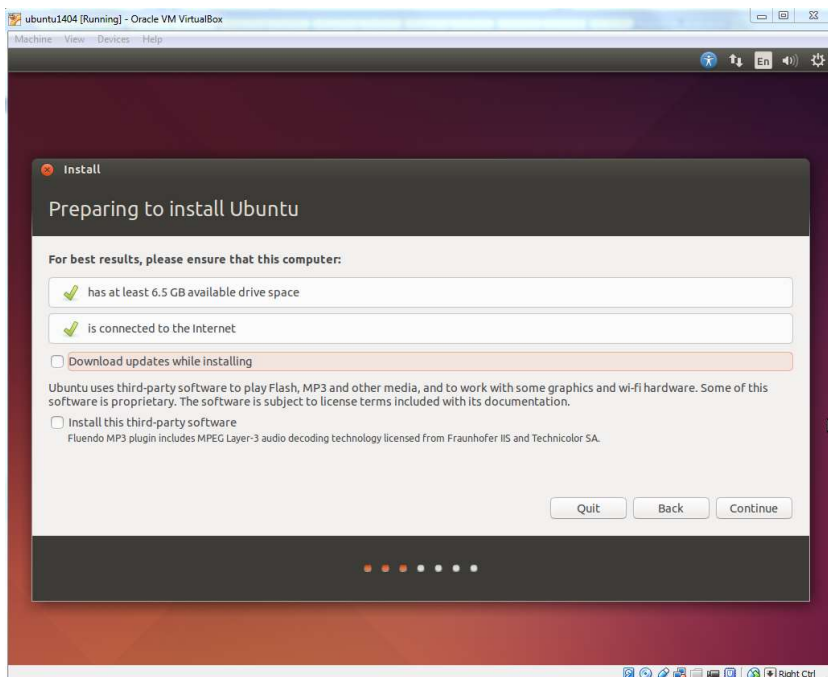 ubuntu1404 [Running] - Oracle VM VirtualBox
Machine View Devices Help
En
Install
Preparing to install Ubuntu
For best results, please ensure that this computer:
has at least 6.5 GB available drive space
is connected to the Internet
Download updates while installing
Ubuntu uses third-party software to play Flash, MP3 and other media, and to work with some graphics and wi-fi hardware. Some of this
software is proprietary. The software is subject to license terms included with its documentation.
Install this third-party software
Fluendo MP3 plugin includes MPEG Layer-3 audio decoding technology licensed from Fraunhofer IIS and Technicolor SA.
Quit Back Continue
Right Ctrl